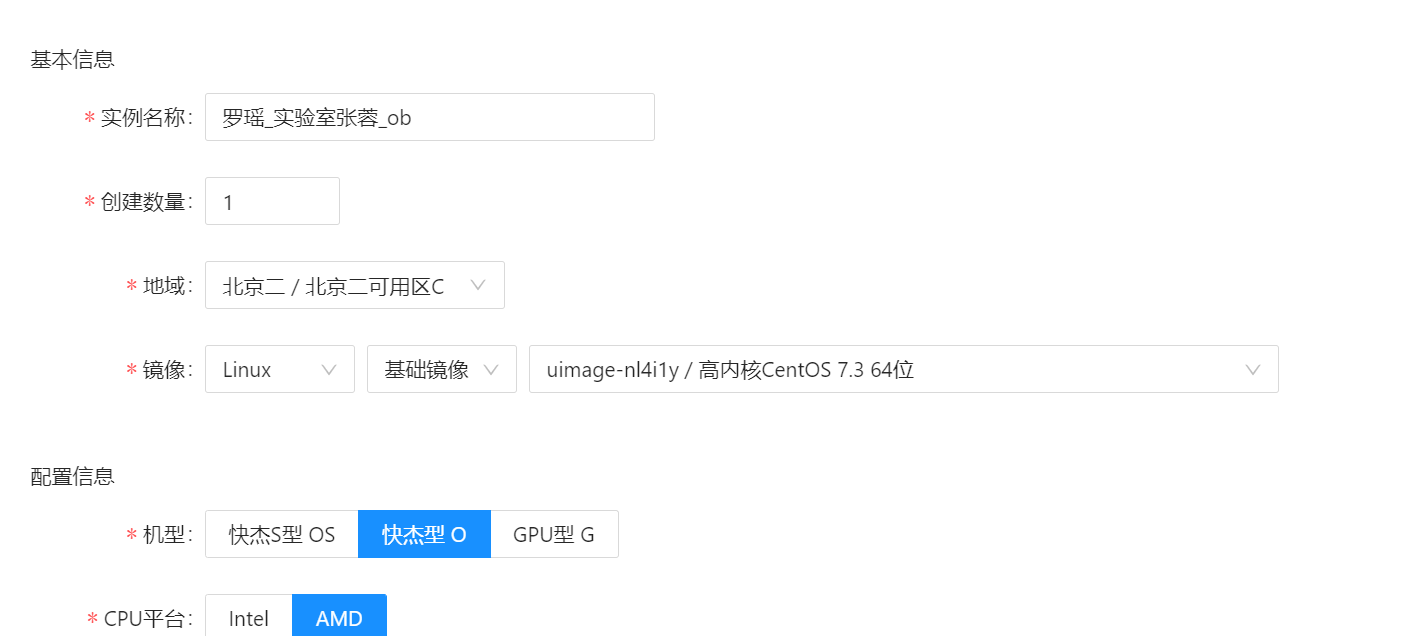 基本信息
* 实例名称: 罗瑶_实验室张蓉_ob
* 创建数量: 1
* 地域: 北京二 / 北京二可用区C
* 镜像: Linux 基础镜像 uimage-nl4i1y / 高内核CentOS 7.3 64位
配置信息
* 机型: 快杰S型 OS 快杰型 O GPU型 G
* CPU平台: Intel AMD